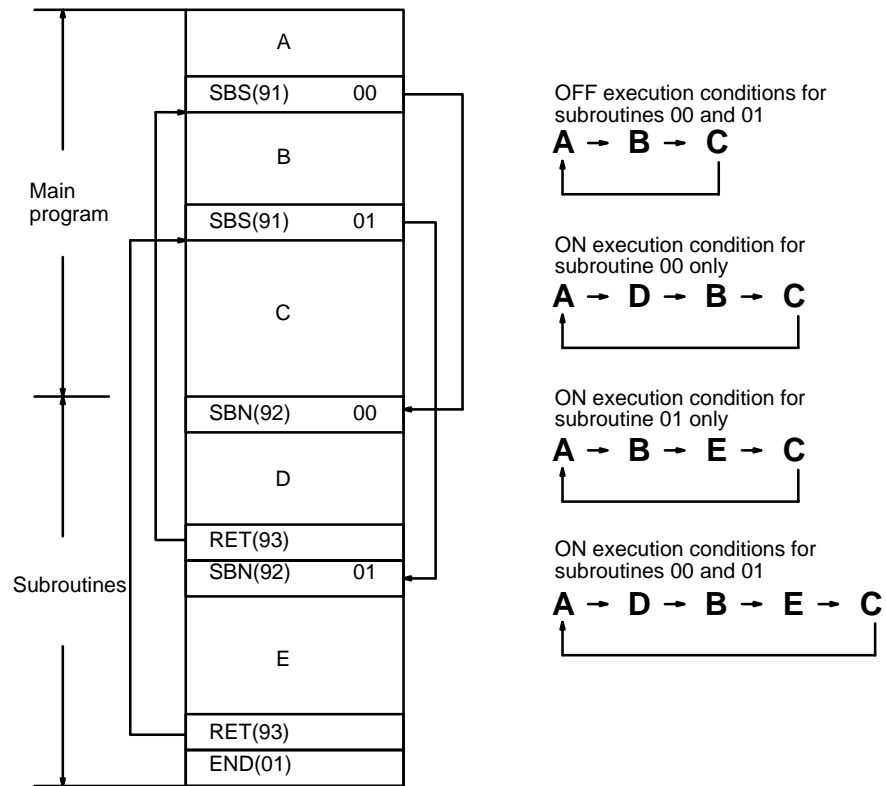 A
SBS(91) 00
B
Main
program
SBS(91) 01
C
SBN(92) 00
D
RET(93)
SBN(92) 01
Subroutines
E
RET(93)
END(01)
OFF execution conditions for
subroutines 00 and 01
A → B → C
ON execution condition for
subroutine 00 only
A → D → B → C
ON execution condition for
subroutine 01 only
A → B → E → C
ON execution conditions for
subroutines 00 and 01
A → D → B → E → C